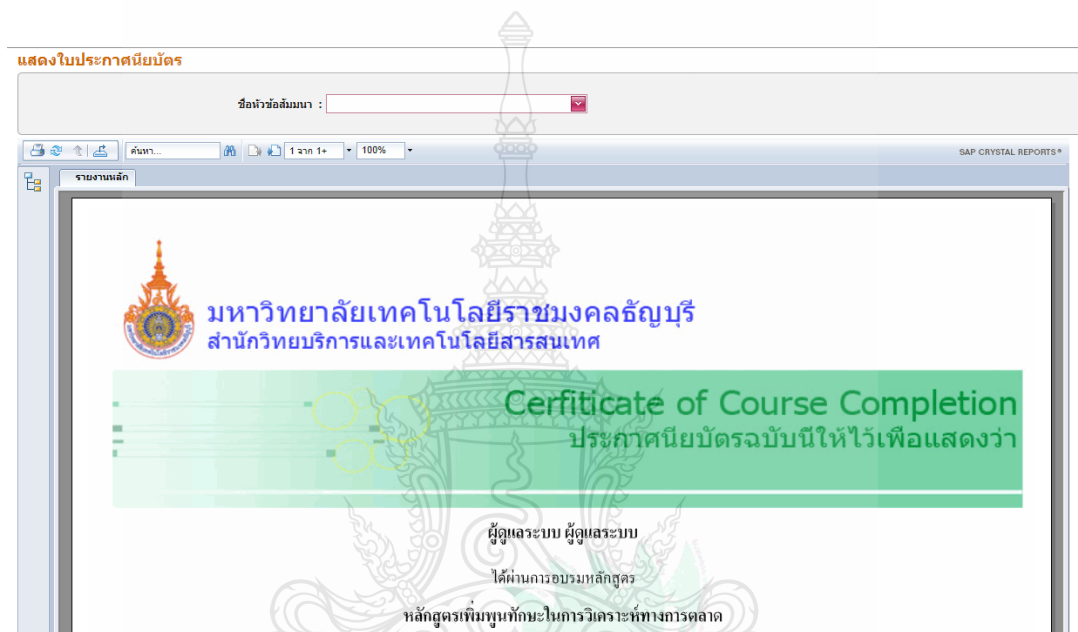 แสดงใบประกาศนียบัตร
ชื่อหัวข้อสัมมนา :
ค้นหา... 1 จาก 1+ 100% SAP CRYSTAL REPORTS®
รายงานหลัก
มหาวิทยาลัยเทคโนโลยีราชมงคลธัญบุรี
สำนักวิทยบริการและเทคโนโลยีสารสนเทศ
Cerfiticate of Course Completion
ประกาศนียบัตรฉบับนี้ให้ไว้เพื่อแสดงว่า
ผู้ดูแลระบบ ผู้ดูแลระบบ
ได้ผ่านการอบรมหลักสูตร
หลักสูตรเพิ่มพูนทักษะในการวิเคราะห์ทางการตลาด